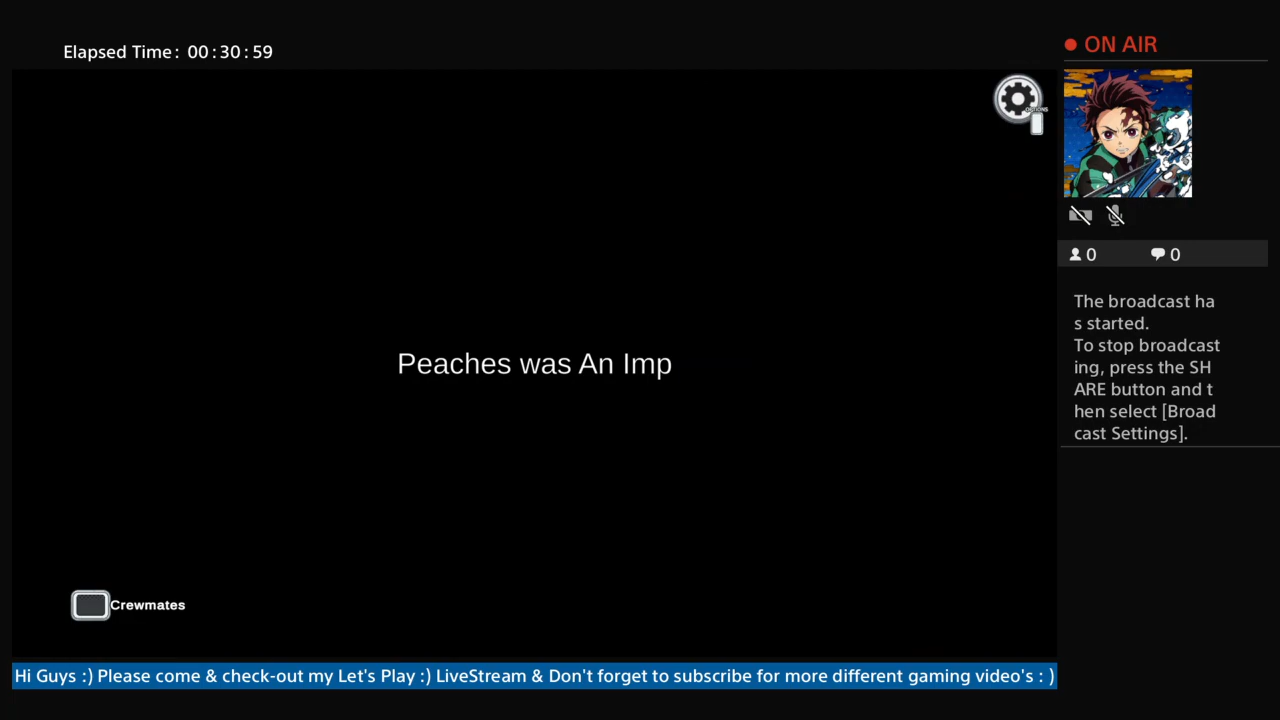 Elapsed Time: 00:30:59
ON AIR
OPTIONS
0
0
The broadcast ha
s started.
To stop broadcast
ing, press the SH
ARE button and t
hen select [Broad
cast Settings].
Peaches was An Imp
Crewmates
Hi Guys :) Please come & check-out my Let's Play :) LiveStream & Don't forget to subscribe for more different gaming video's : )